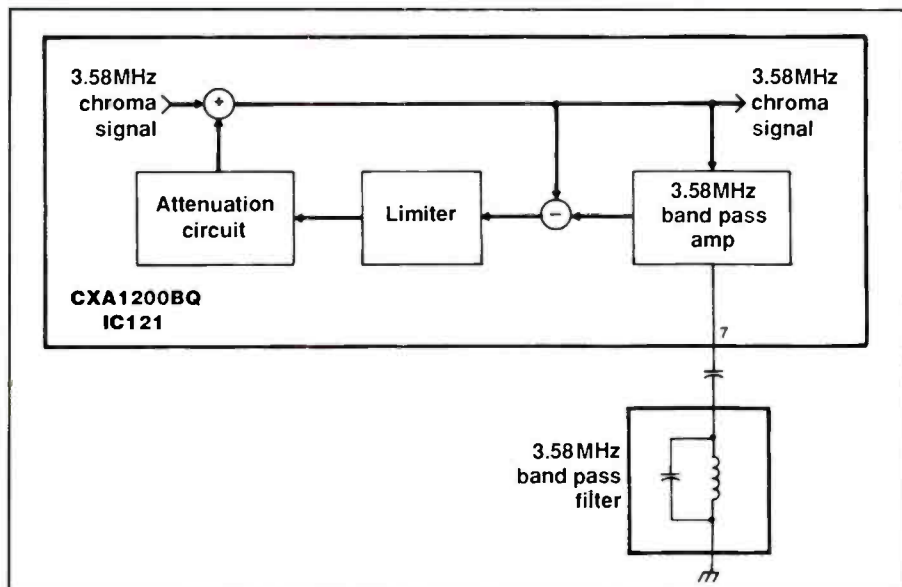 3.58MHz
chroma
signal
+
3.58MHz
chroma
signal
Attenuation
circuit
Limiter
−
3.58MHz
band pass
amp
CXA1200BQ
IC121
7
3.58MHz
band pass
filter